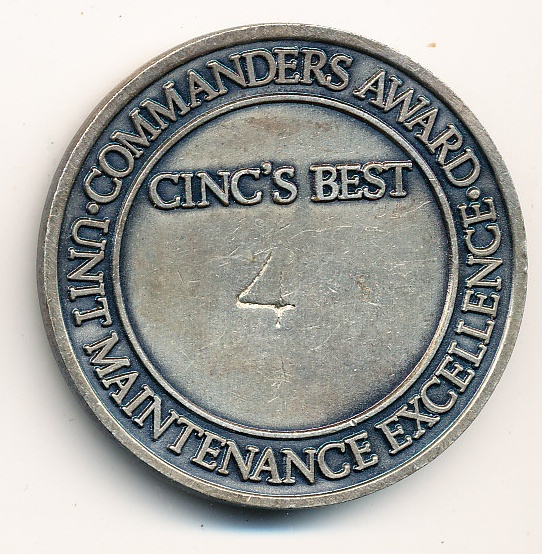 COMMANDERS AWARD
CINC'S BEST
4
UNIT MAINTENANCE EXCELLENCE